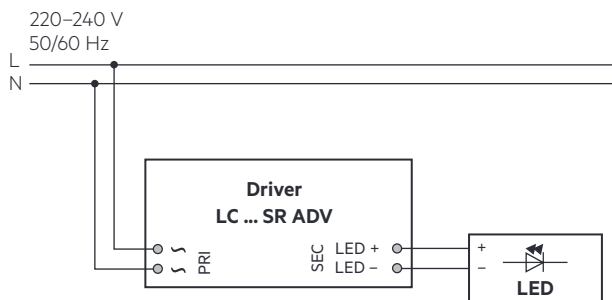 220–240 V
50/60 Hz
L
N
Driver
LC ... SR ADV
~ PRI SEC LED +
~ LED –
+
–
LED